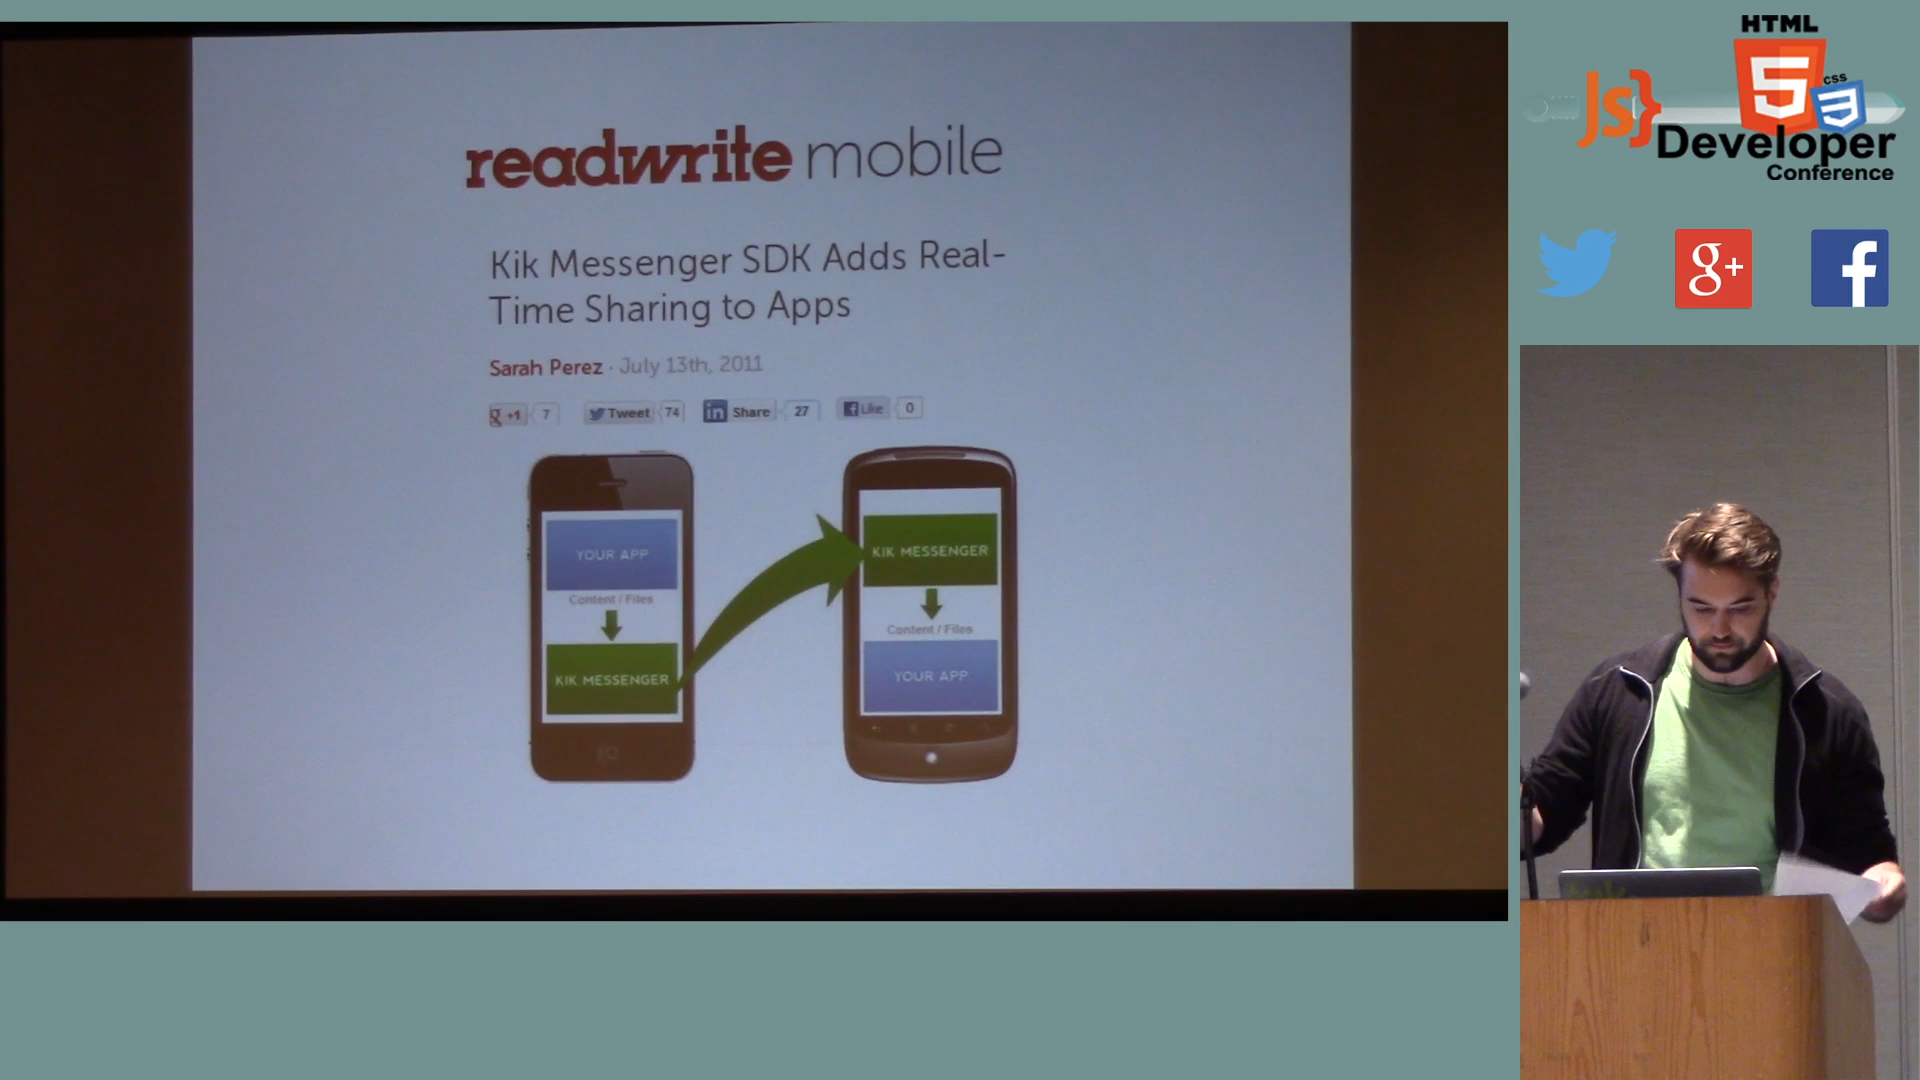 readwrite mobile
Kik Messenger SDK Adds Real-
Time Sharing to Apps
Sarah Perez · July 13th, 2011
g +1 7 Tweet 74 in Share 27 f Like 0
YOUR APP
Content / Files
KIK MESSENGER
KIK MESSENGER
Content / Files
YOUR APP
HTML
JS} 5 CSS 3
Developer
Conference
g+ f